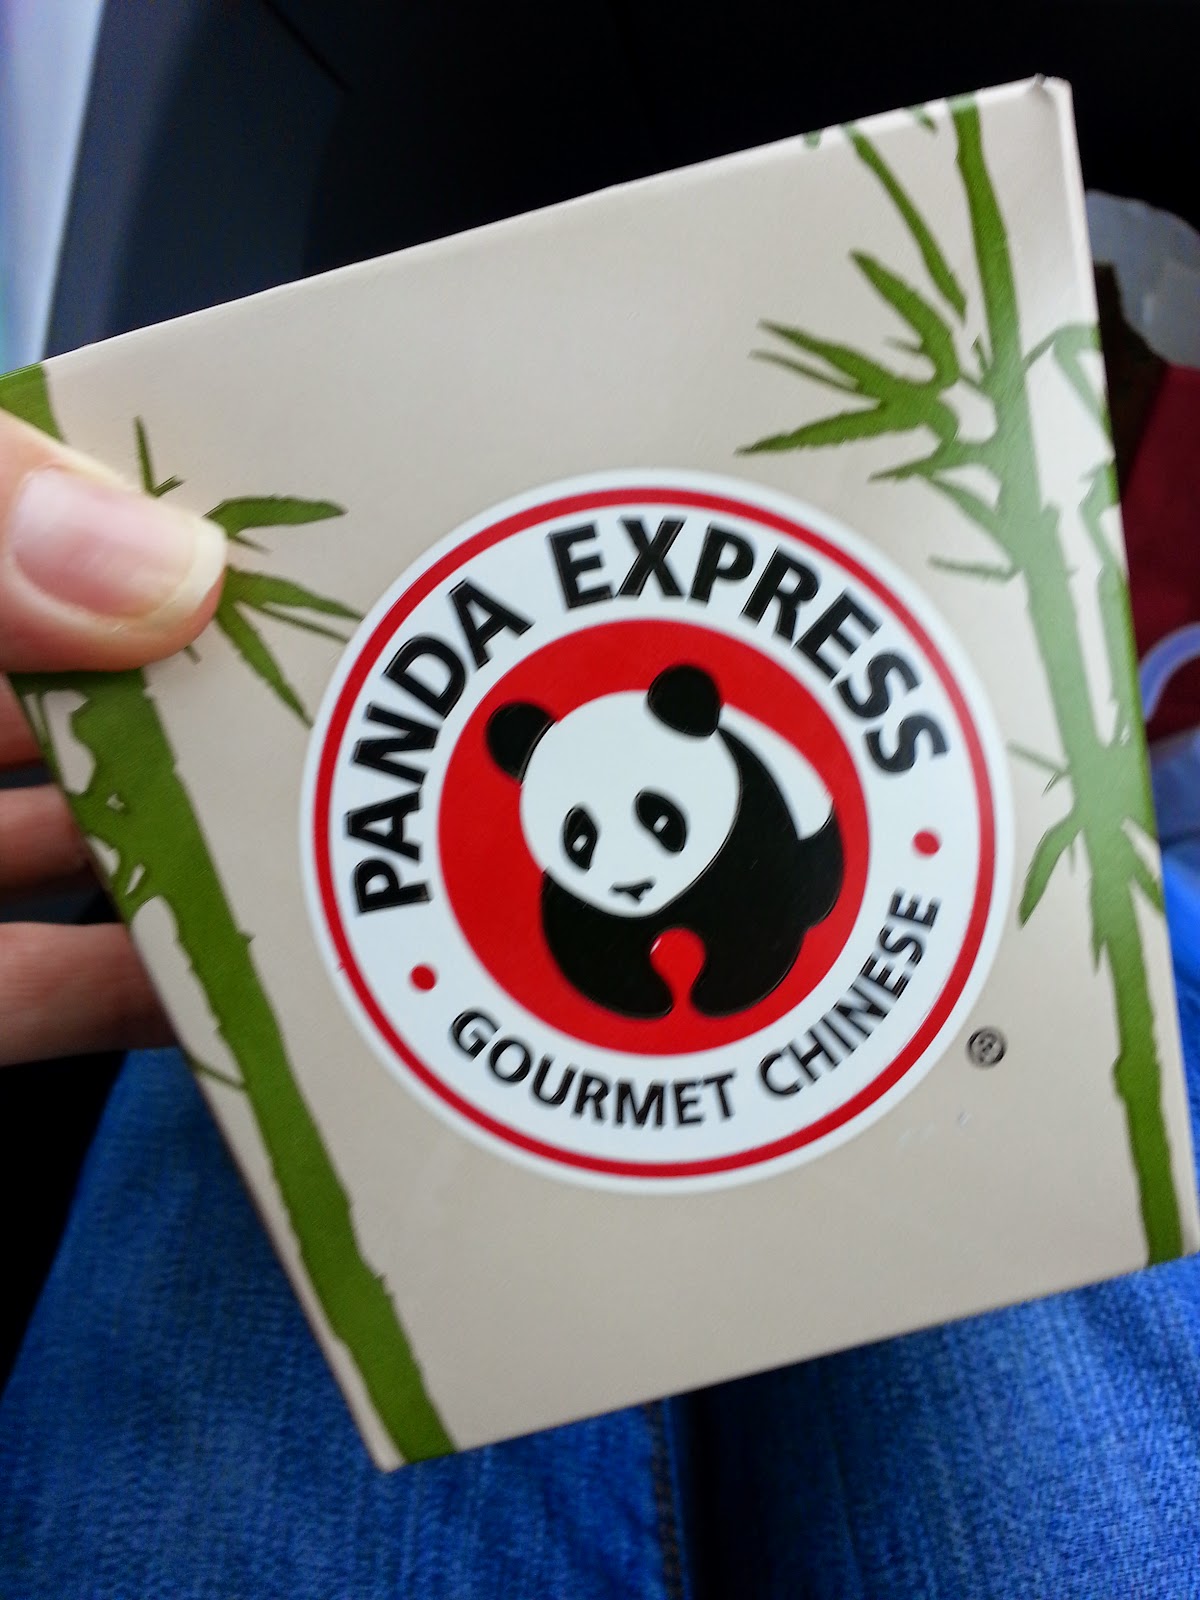 PANDA EXPRESS
GOURMET CHINESE
®